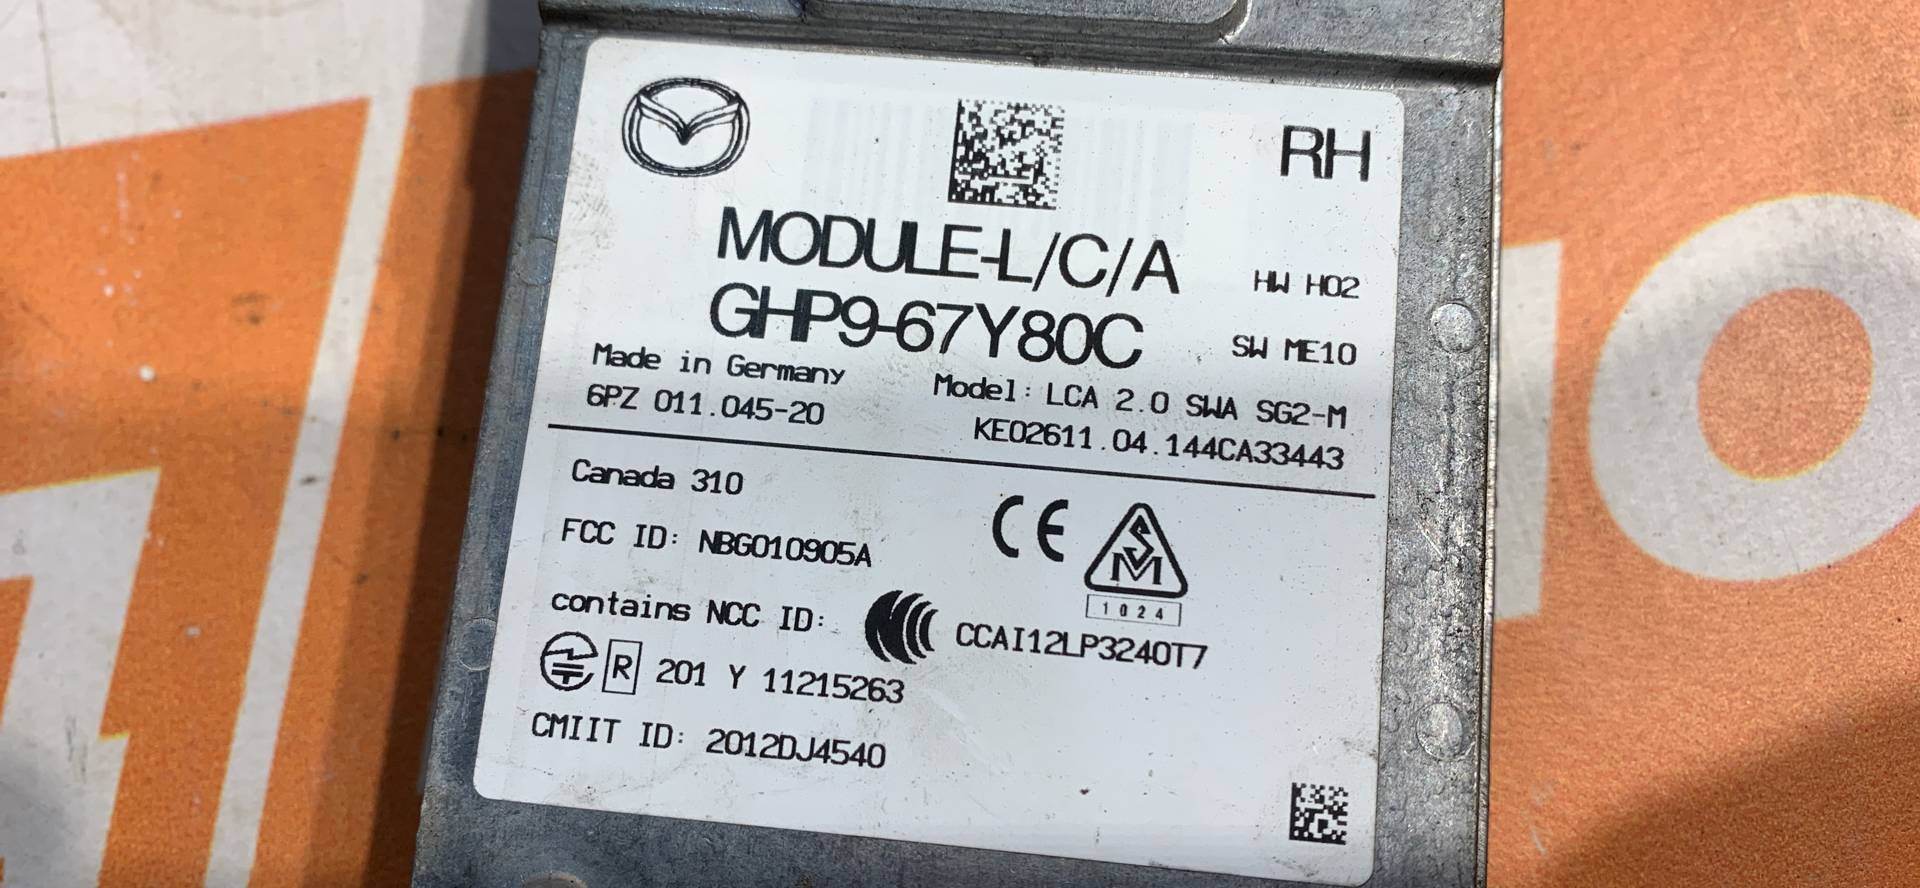 RH
MODULE-L/C/A
HW H02
GHP9-67Y80C
SW ME10
Made in Germany
Model: LCA 2.0 SWA SG2-M
6PZ 011.045-20
KE02611.04.144CA33443
Canada 310
CE
FCC ID: NBG010905A
SVM
1024
contains NCC ID: CCAI12LP3240T7
R 201 Y 11215263
CMIIT ID: 2012DJ4540